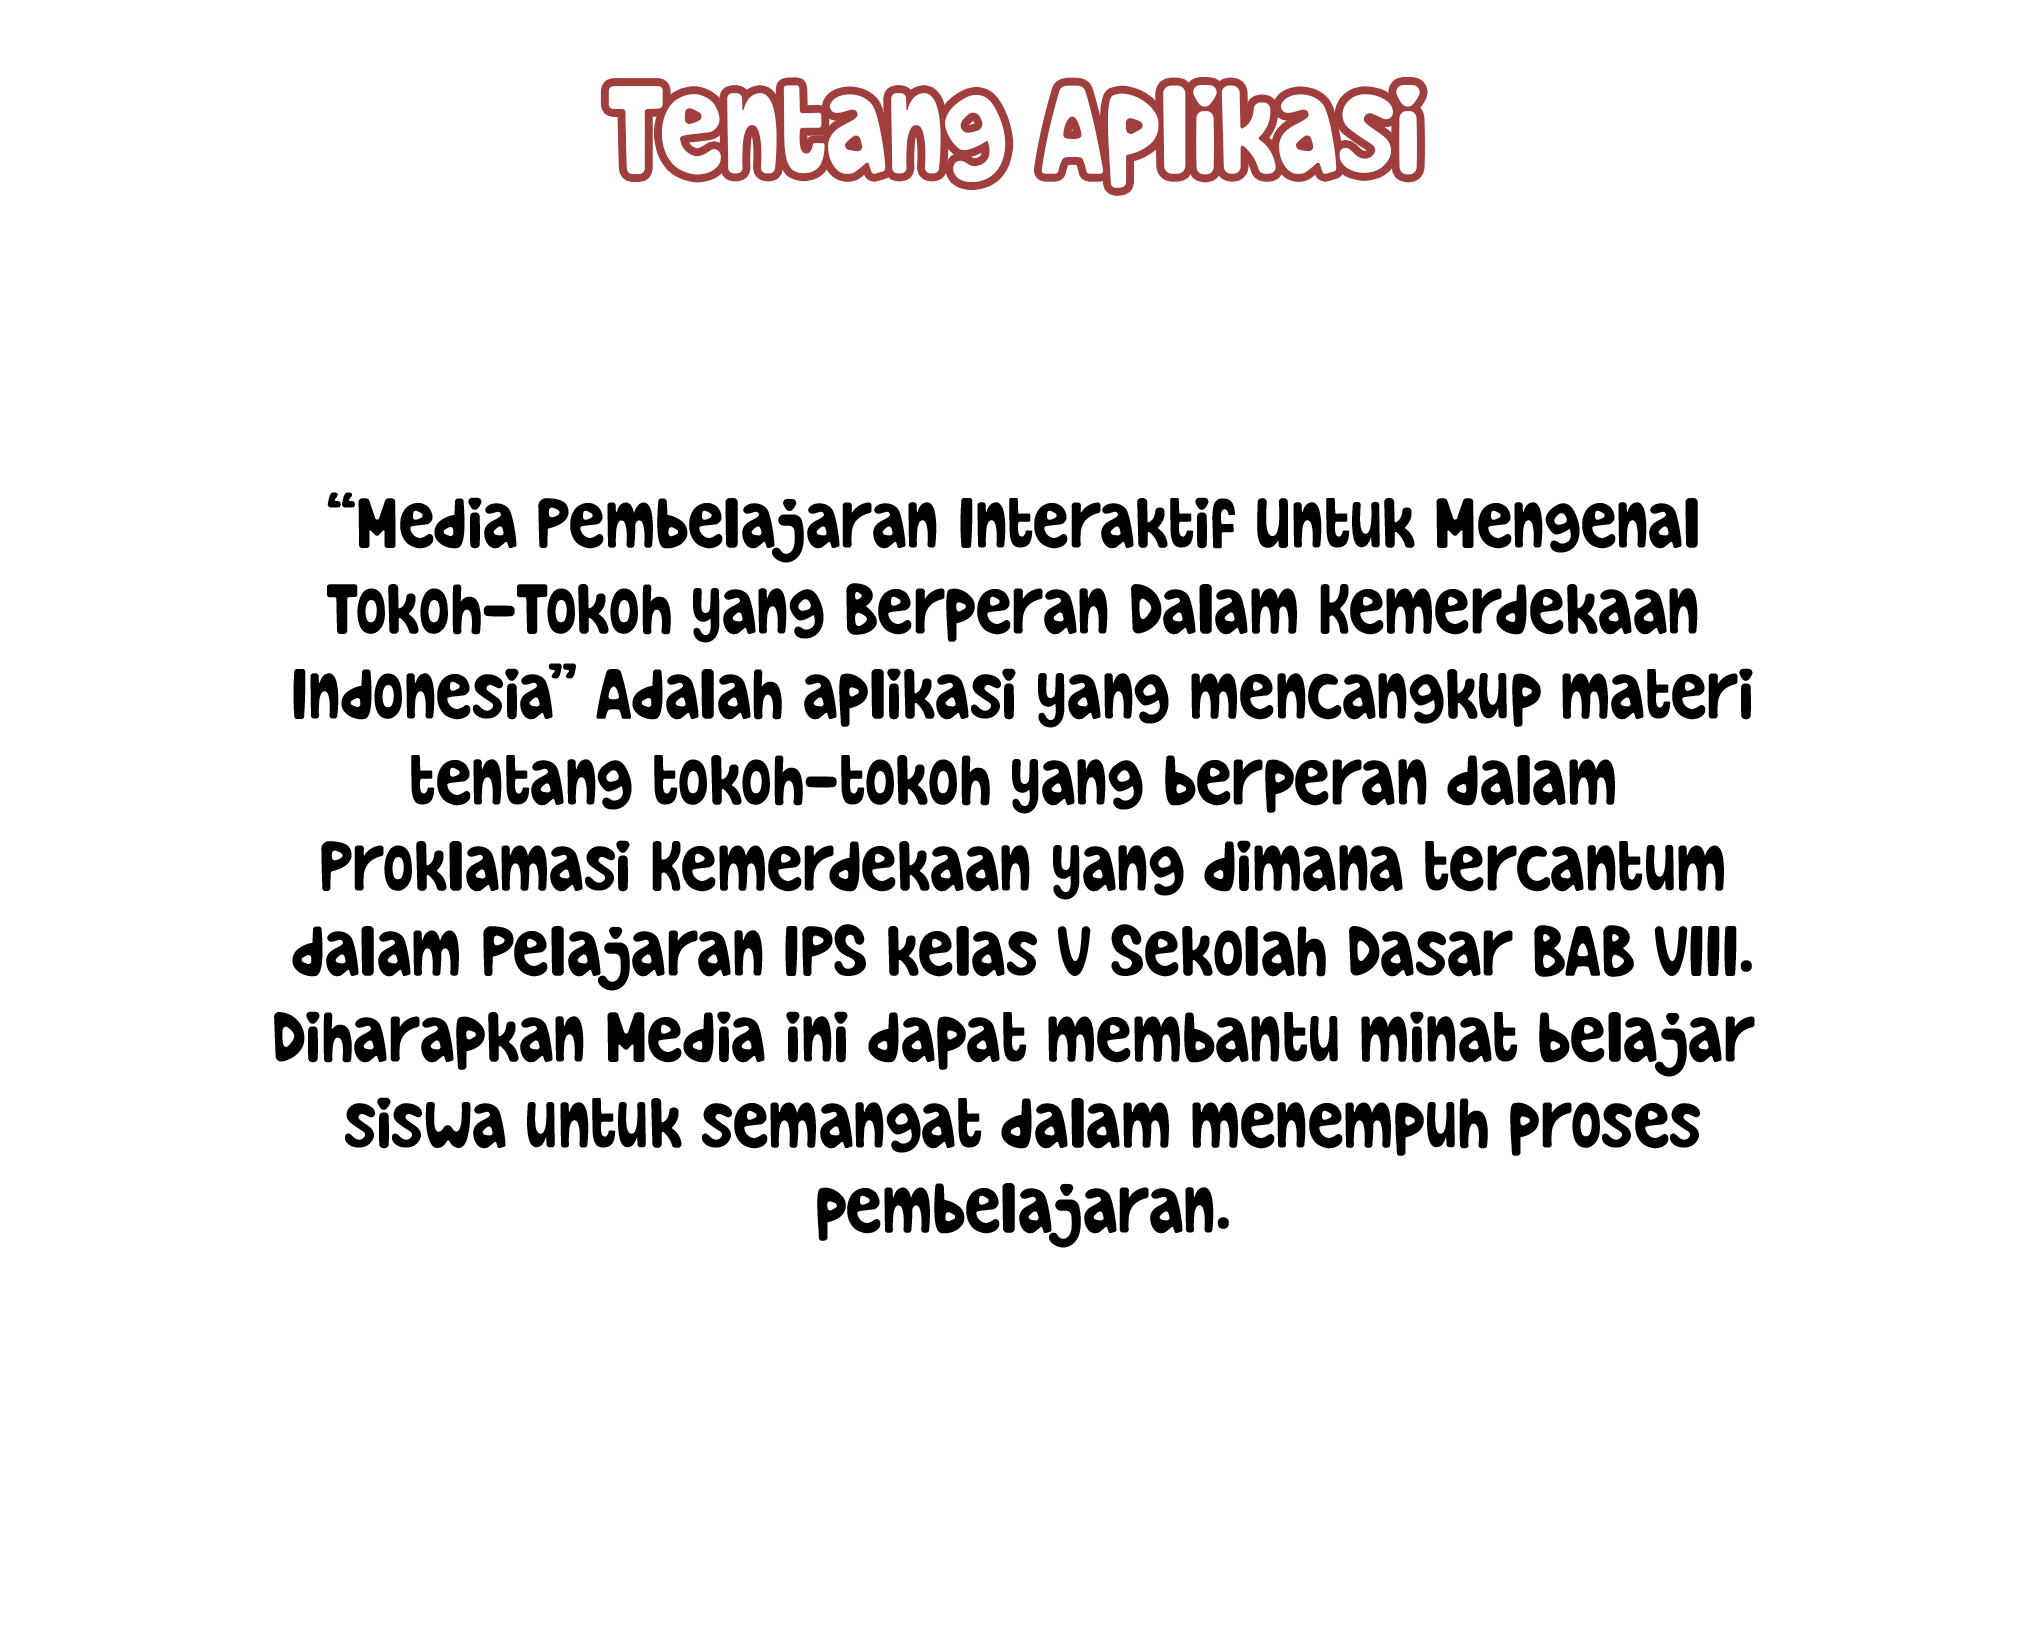 Tentang Aplikasi
“Media Pembelajaran Interaktif Untuk Mengenal
Tokoh-Tokoh yang Berperan Dalam Kemerdekaan
Indonesia” Adalah aplikasi yang mencangkup materi
tentang tokoh-tokoh yang berperan dalam
Proklamasi Kemerdekaan yang dimana tercantum
dalam Pelajaran IPS kelas V Sekolah Dasar BAB VIII.
Diharapkan Media ini dapat membantu minat belajar
siswa untuk semangat dalam menempuh proses
pembelajaran.